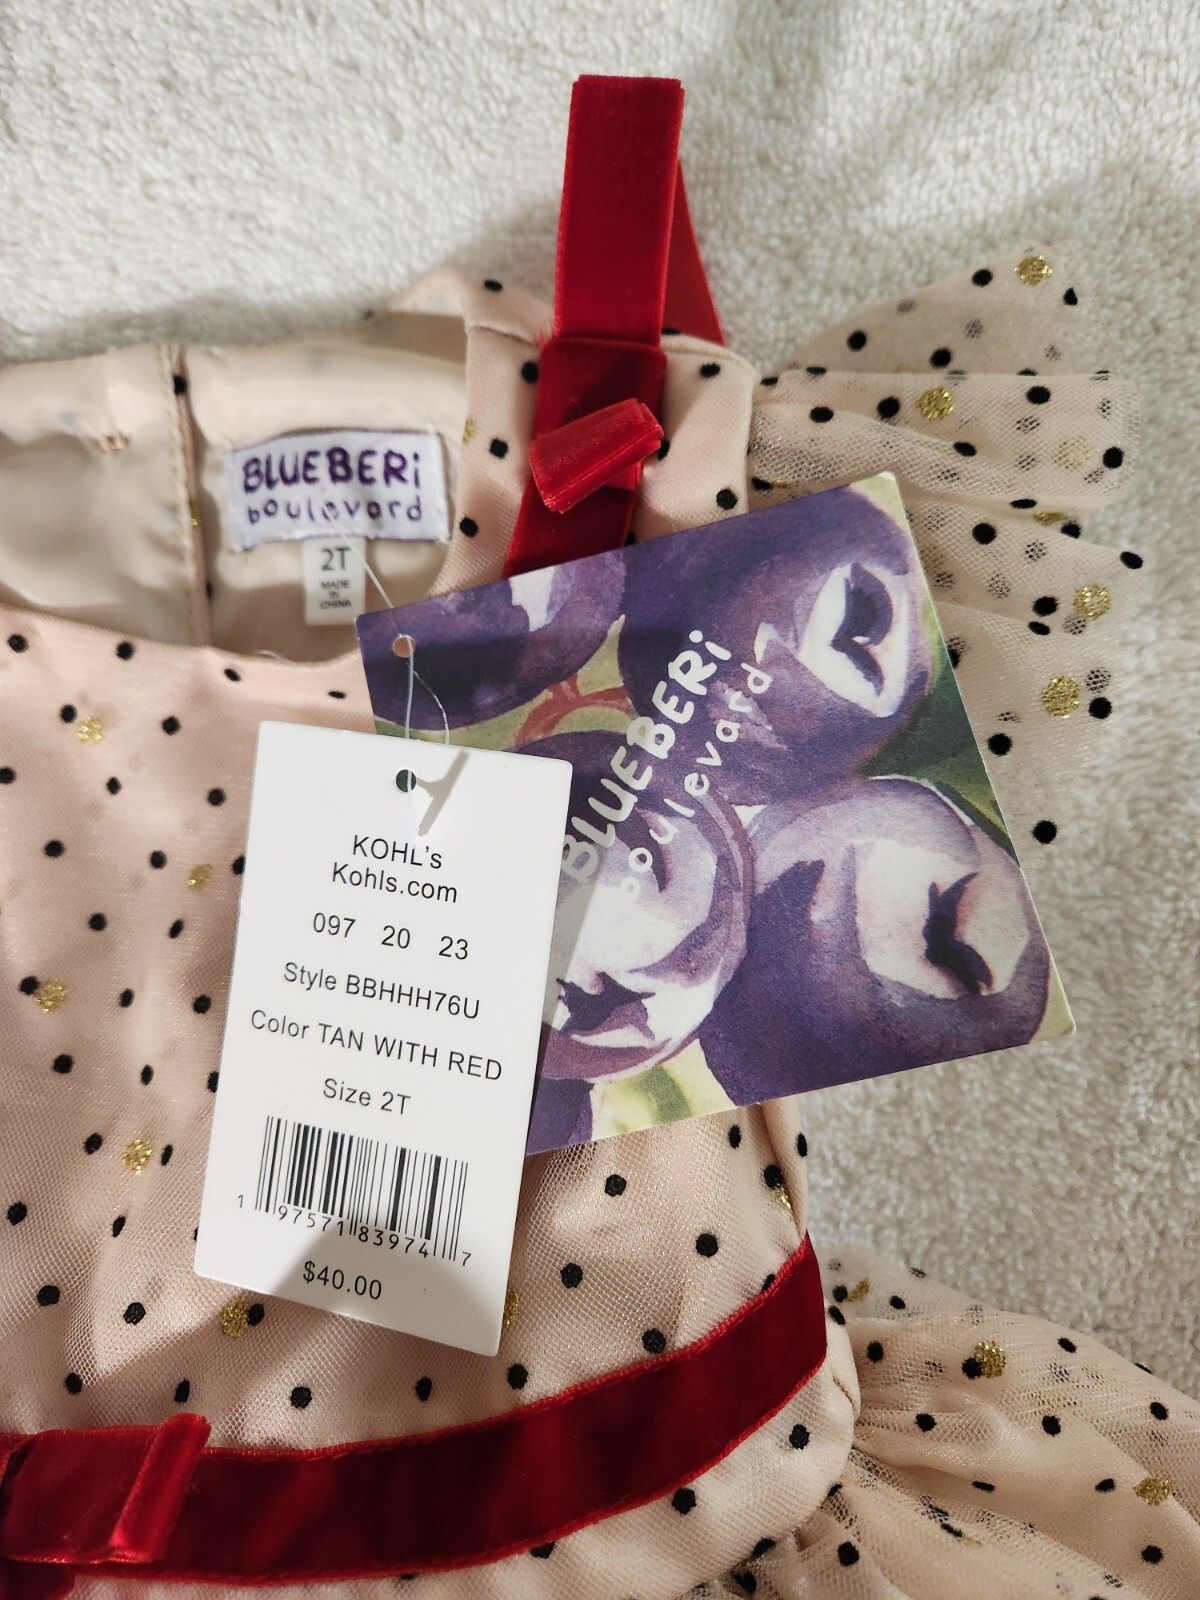 BLUEBERi
boulevard
2T
MADE
IN
CHINA
BLUEBERi
boulevard
KOHL's
Kohls.com
097 20 23
Style BBHHH76U
Color TAN WITH RED
Size 2T
1 97571 83974 7
$40.00